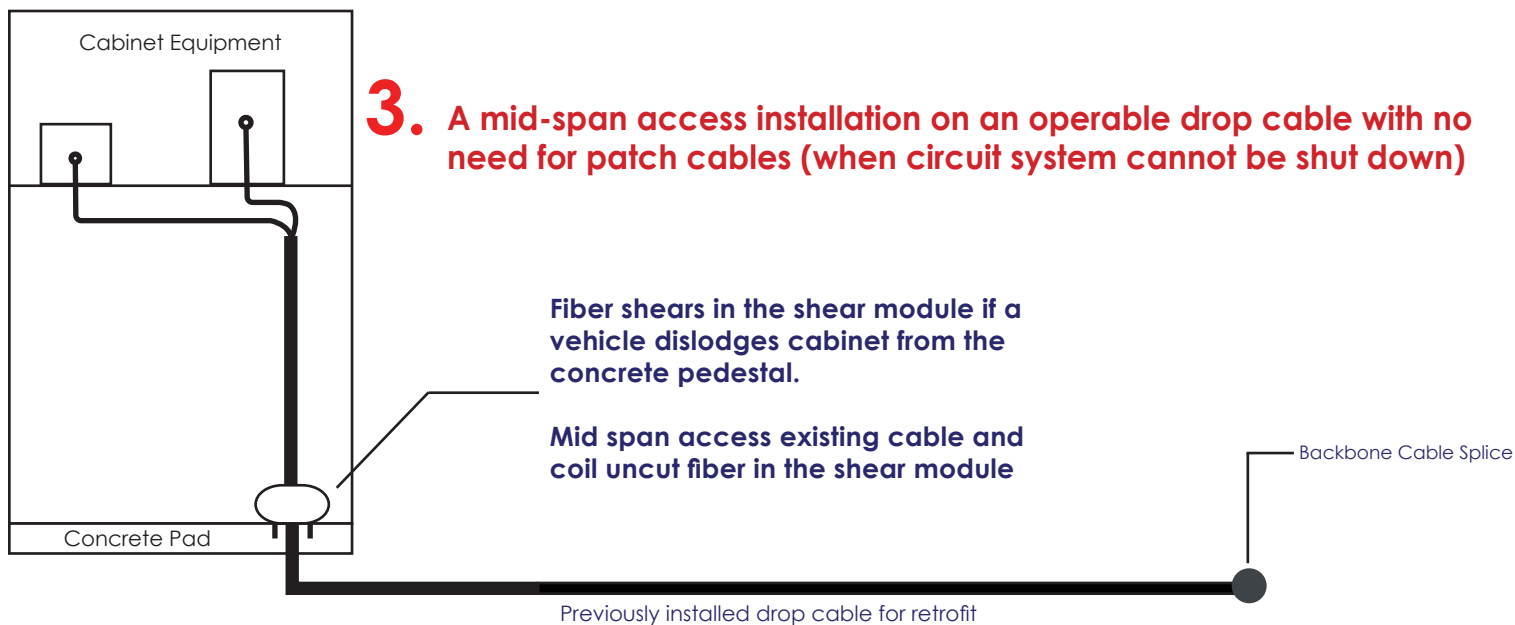 Cabinet Equipment
3. A mid-span access installation on an operable drop cable with no
need for patch cables (when circuit system cannot be shut down)
Fiber shears in the shear module if a
vehicle dislodges cabinet from the
concrete pedestal.
Mid span access existing cable and
coil uncut fiber in the shear module
Backbone Cable Splice
Concrete Pad
Previously installed drop cable for retrofit